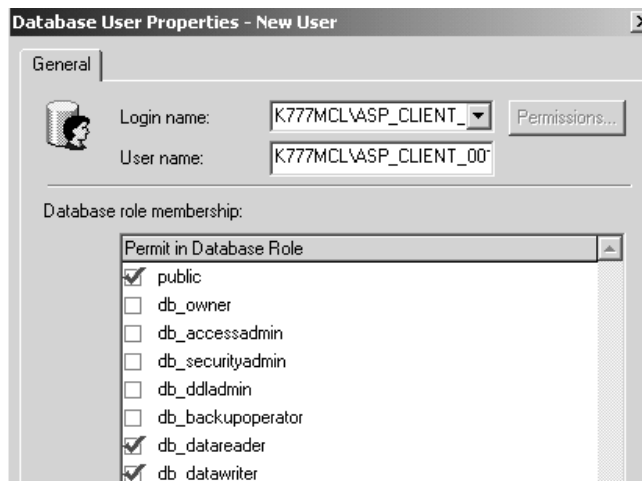 Database User Properties - New User
General
Login name: K777MCL\ASP_CLIENT_ Permissions...
User name: K777MCL\ASP_CLIENT_00
Database role membership:
Permit in Database Role
public
db_owner
db_accessadmin
db_securityadmin
db_ddladmin
db_backupoperator
db_datareader
db_datawriter